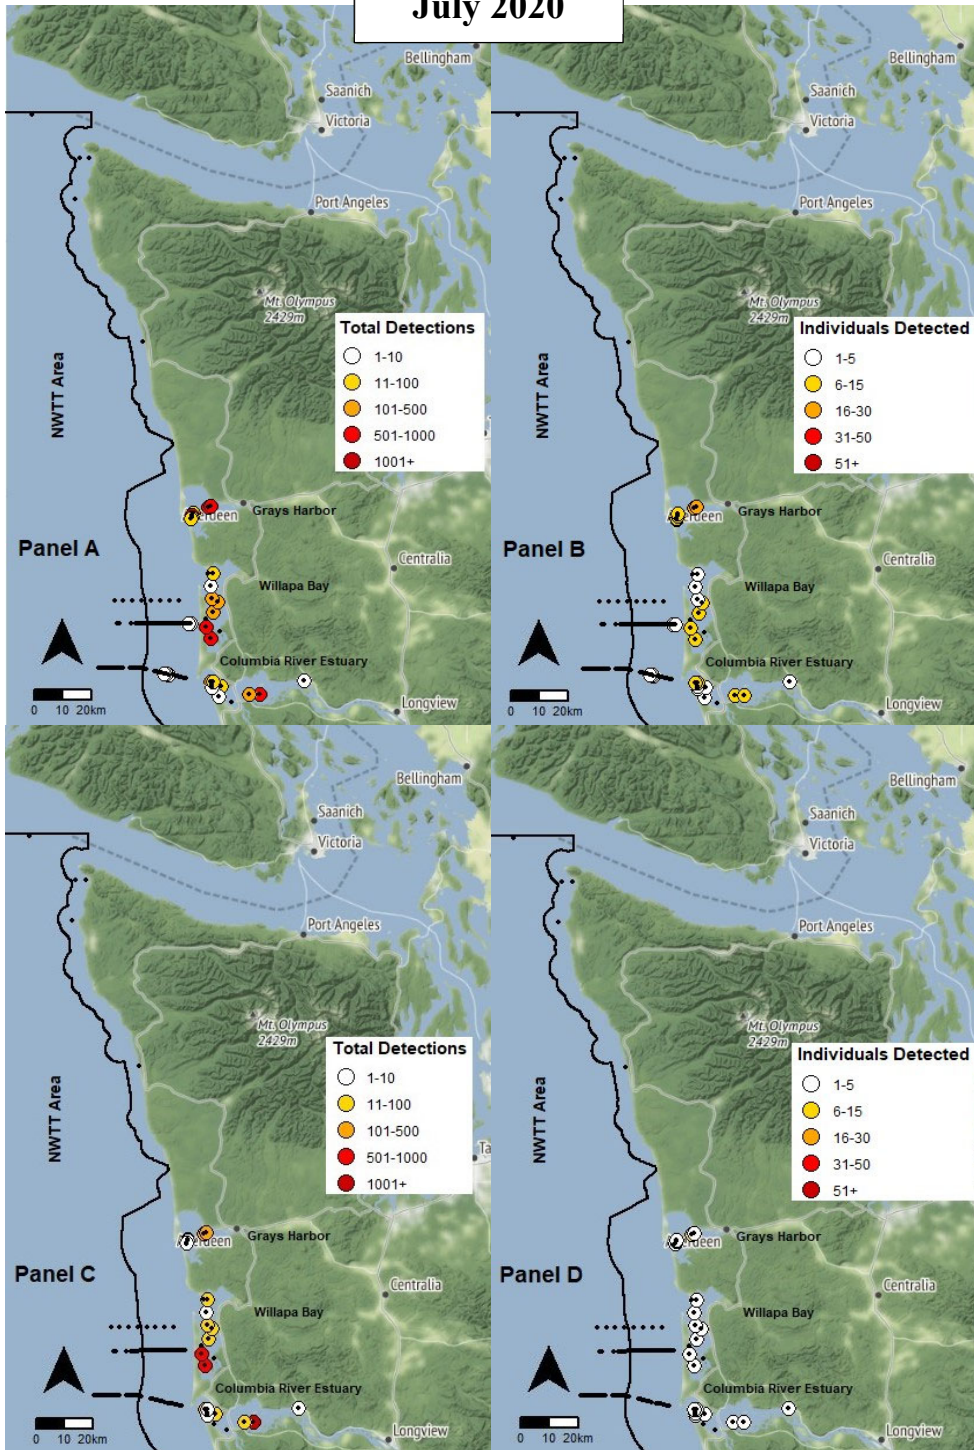 July 2020
Bellingham
Saanich
Victoria
Port Angeles
Mt. Olympus
2429m
NWTT Area
Total Detections
1-10
11-100
101-500
501-1000
1001+
Aberdeen
Grays Harbor
Panel A
Centralia
Willapa Bay
Columbia River Estuary
Longview
0 10 20km
Bellingham
Saanich
Victoria
Port Angeles
Mt. Olympus
2429m
NWTT Area
Individuals Detected
1-5
6-15
16-30
31-50
51+
Aberdeen
Grays Harbor
Panel B
Centralia
Willapa Bay
Columbia River Estuary
Longview
0 10 20km
Bellingham
Saanich
Victoria
Port Angeles
Mt. Olympus
2429m
NWTT Area
Total Detections
1-10
11-100
101-500
501-1000
1001+
Ta
Aberdeen
Grays Harbor
Panel C
Centralia
Willapa Bay
Columbia River Estuary
Longview
0 10 20km
Bellingham
Saanich
Victoria
Port Angeles
Mt. Olympus
2429m
NWTT Area
Individuals Detected
1-5
6-15
16-30
31-50
51+
Aberdeen
Grays Harbor
Panel D
Centralia
Willapa Bay
Columbia River Estuary
Longview
0 10 20km